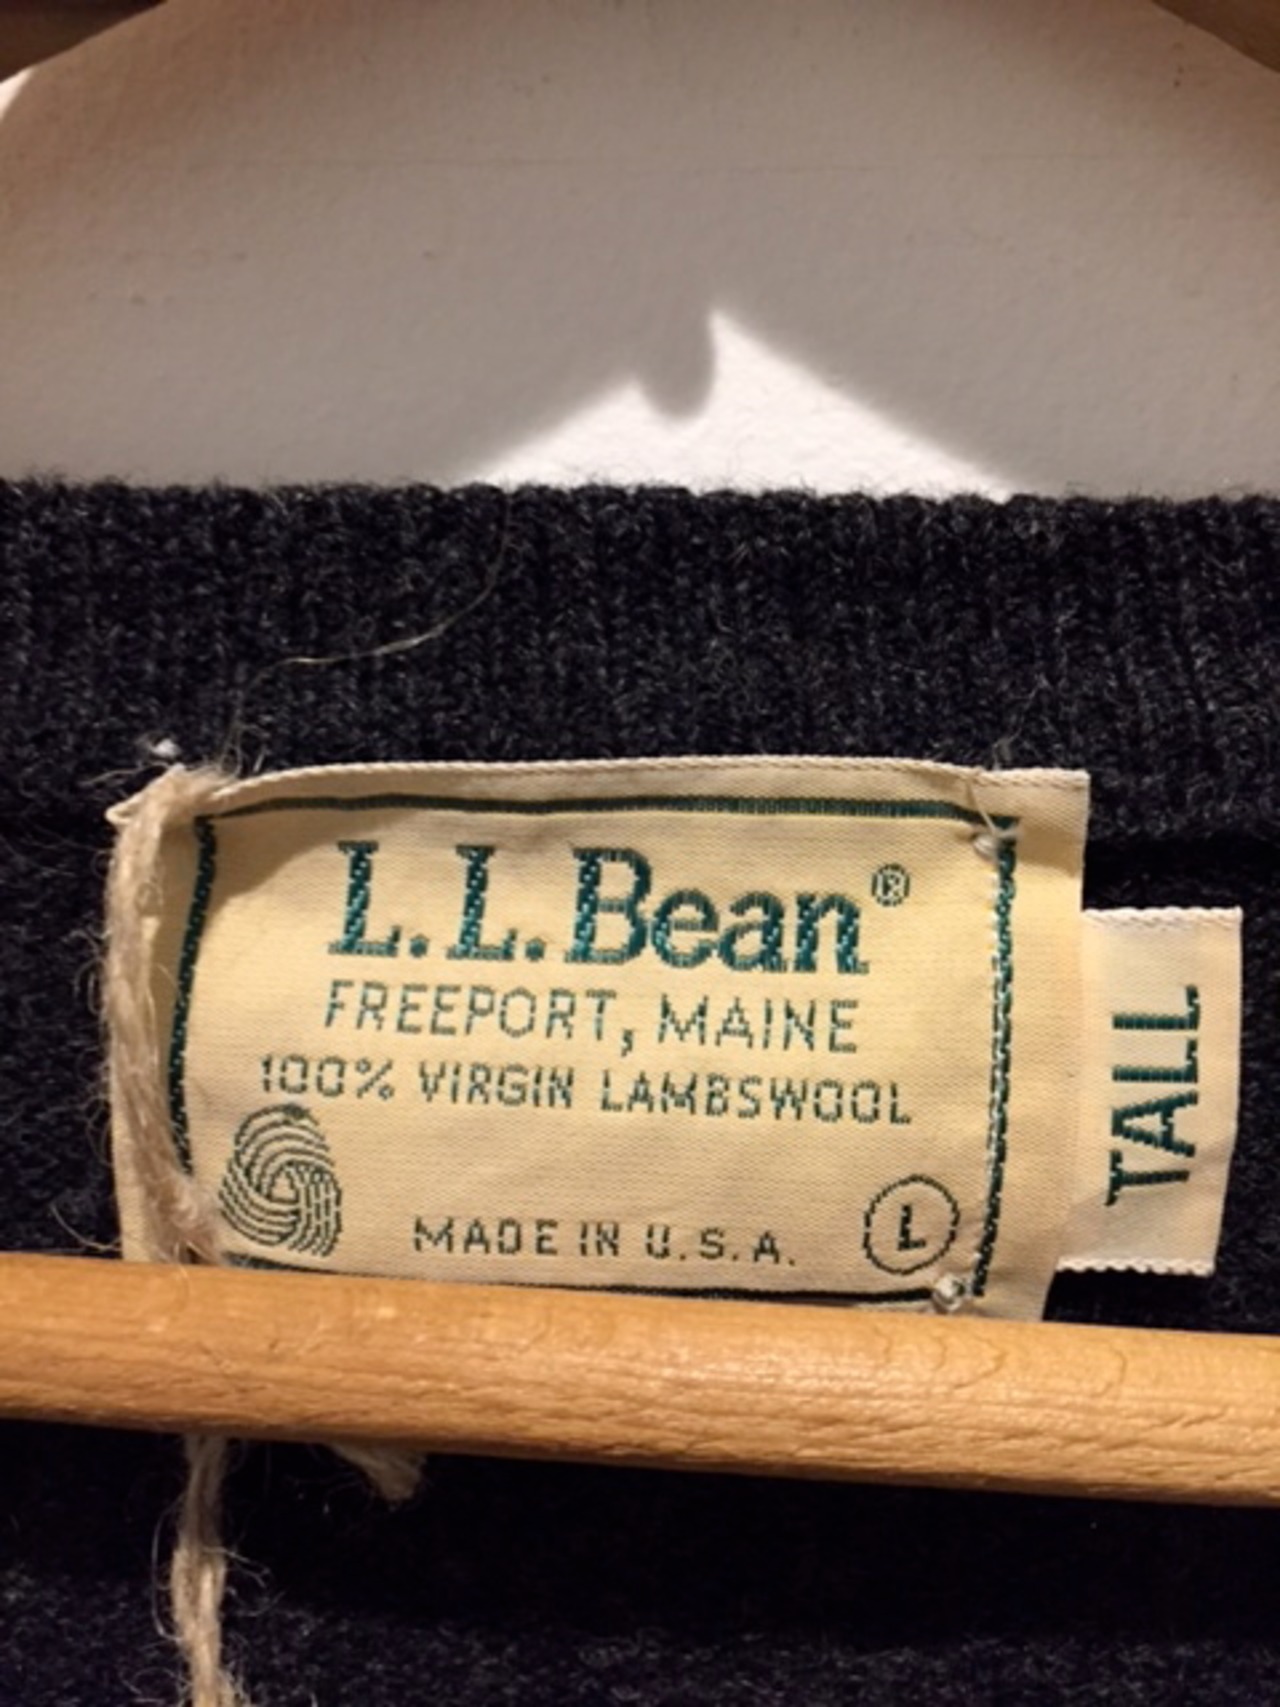 L.L.Bean®
FREEPORT, MAINE
100% VIRGIN LAMBSWOOL
MADE IN U.S.A.
L
TALL